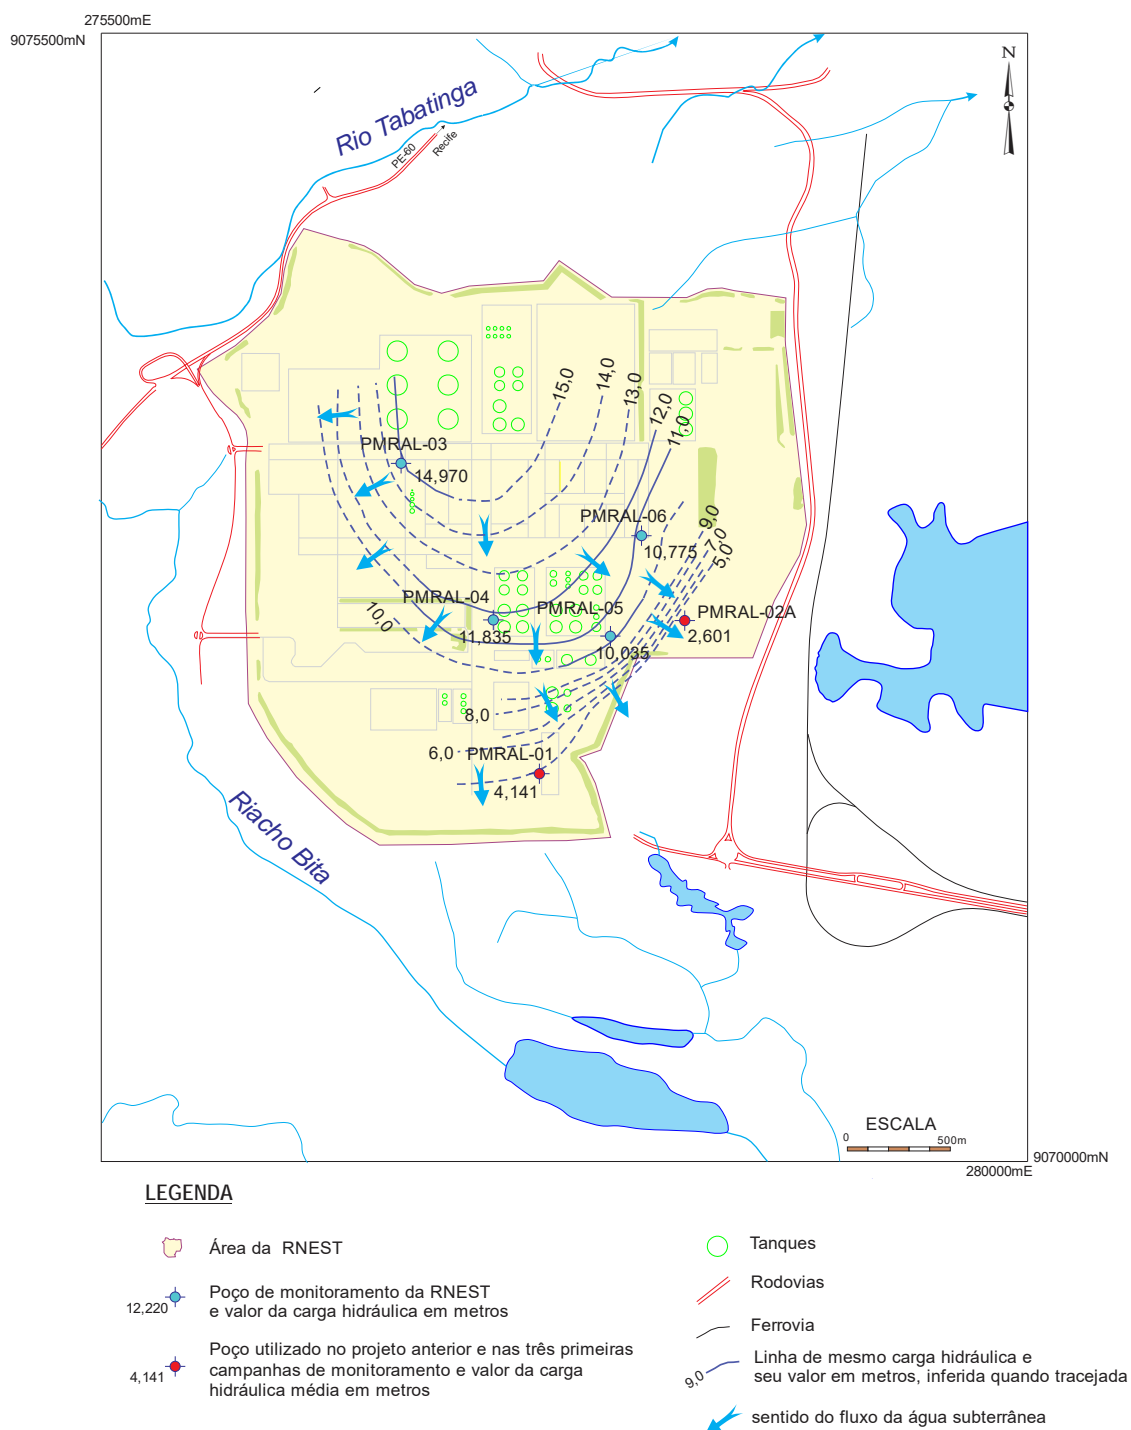 275500mE
9075500mN
N
Rio Tabatinga
PE-60
Recife
15,0
14,0
13,0
12,0
11,0
PMRAL-03
14,970
PMRAL-06
10,775
9,0
7,0
5,0
PMRAL-04
11,835
10,0
PMRAL-05
10,035
PMRAL-02A
2,601
8,0
6,0
PMRAL-01
4,141
Riacho Bita
ESCALA
0
500m
9070000mN
280000mE
LEGENDA
Área da RNEST
12,220
Poço de monitoramento da RNEST
e valor da carga hidráulica em metros
4,141
Poço utilizado no projeto anterior e nas três primeiras
campanhas de monitoramento e valor da carga
hidráulica média em metros
Tanques
Rodovias
Ferrovia
9,0
Linha de mesmo carga hidráulica e
seu valor em metros, inferida quando tracejada
sentido do fluxo da água subterrânea